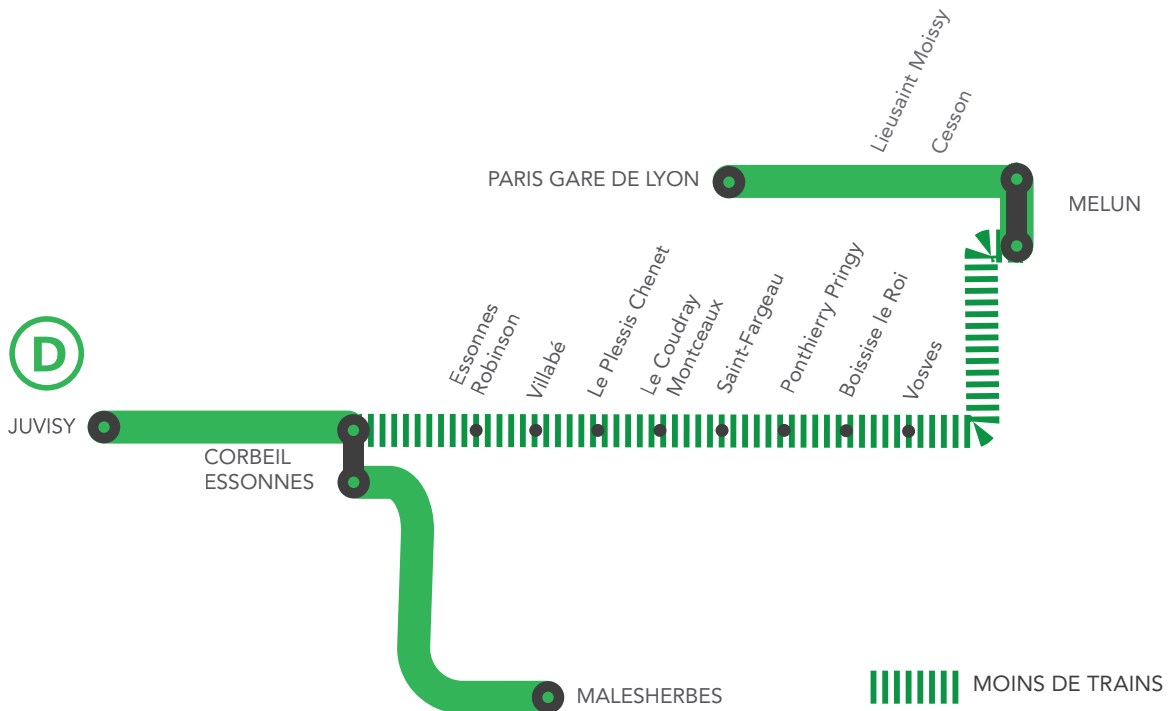 Lieusaint Moissy
Cesson
PARIS GARE DE LYON
MELUN
D
JUVISY
CORBEIL
ESSONNES
Essonnes
Robinson
Villabé
Le Plessis Chenet
Le Coudray
Montceaux
Saint-Fargeau
Ponthierry Pringy
Boissise le Roi
Vosves
MALESHERBES
MOINS DE TRAINS